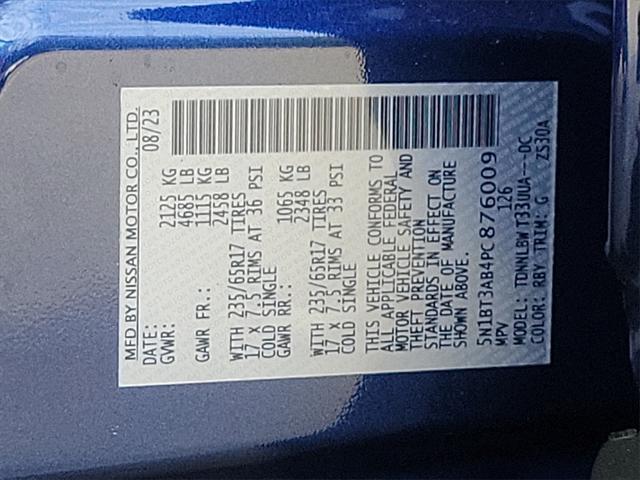 MFD BY NISSAN MOTOR CO., LTD.
DATE: 08/23
GVWR: 2125 KG
4685 LB
GAWR FR.: 1115 KG
2458 LB
WITH 235/65R17 TIRES
17 X 7.5 RIMS AT 36 PSI
COLD SINGLE
GAWR RR.: 1065 KG
2348 LB
WITH 235/65R17 TIRES
17 X 7.5 RIMS AT 33 PSI
COLD SINGLE
THIS VEHICLE CONFORMS TO
ALL APPLICABLE FEDERAL
MOTOR VEHICLE SAFETY AND
THEFT PREVENTION
STANDARDS IN EFFECT ON
THE DATE OF MANUFACTURE
SHOWN ABOVE.
5N1BT3AB4PC876009
MPV 126
MODEL: TDNNLBW T33UUA---DC
COLOR: RBY TRIM: G ZS30A